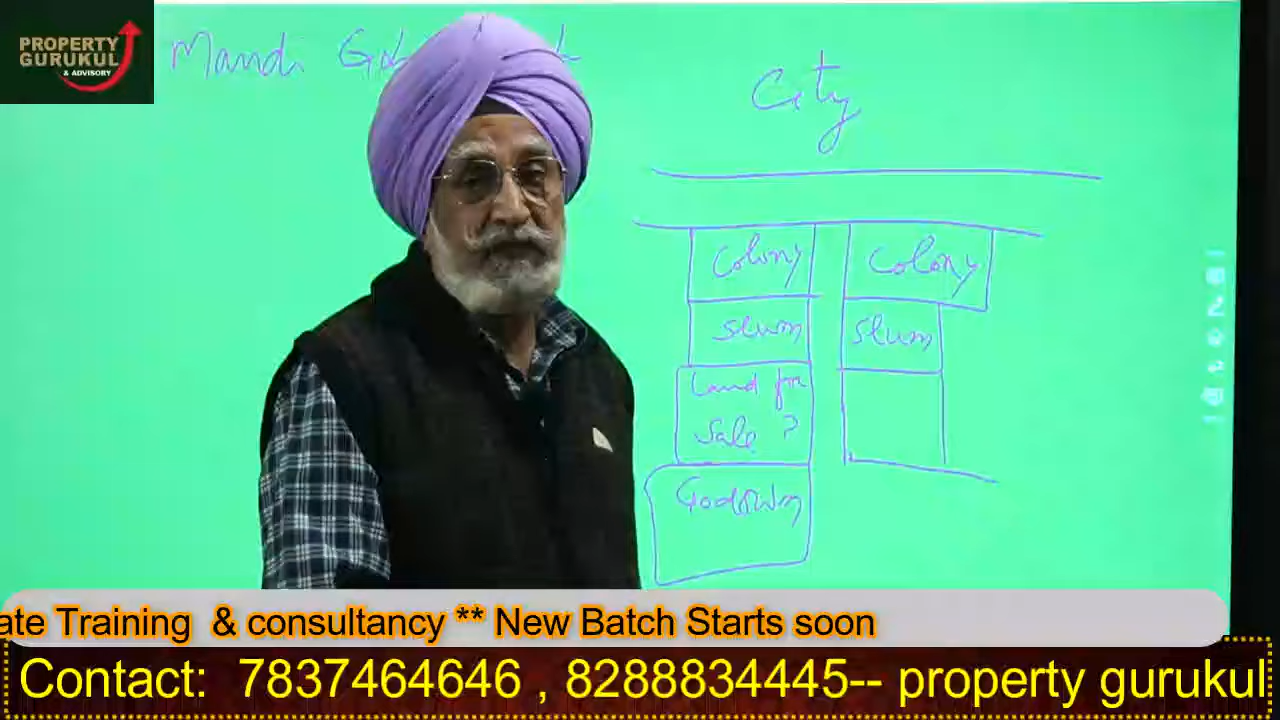 PROPERTY
GURUKUL
& ADVISORY
Mandi
City
Colony
Colony
Slum
Slum
Land for
Sale ?
Godown
ate Training & consultancy ** New Batch Starts soon
Contact: 7837464646 , 8288834445-- property gurukul